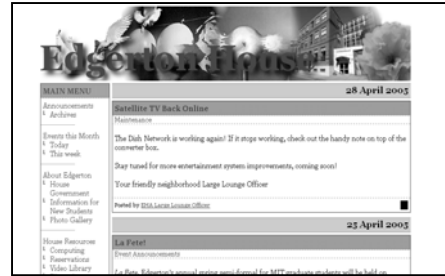 Edgerton House
MAIN MENU
Announcements
Archives
Events this Month
Today
This week
About Edgerton
House
Government
Information for
New Students
Photo Gallery
House Resources
Computing
Reservations
Video Library
28 April 2005
Satellite TV Back Online
Maintenance
The Dish Network is working again! If it stops working, check out the handy note on top of the
converter box.
Stay tuned for more entertainment system improvements, coming soon!
Your friendly neighborhood Large Lounge Officer
Posted by EHA Large Lounge Officer
25 April 2005
La Fete!
Event Announcements
La fete, Edgerton's annual spring semi-formal for MIT graduate students will be held on